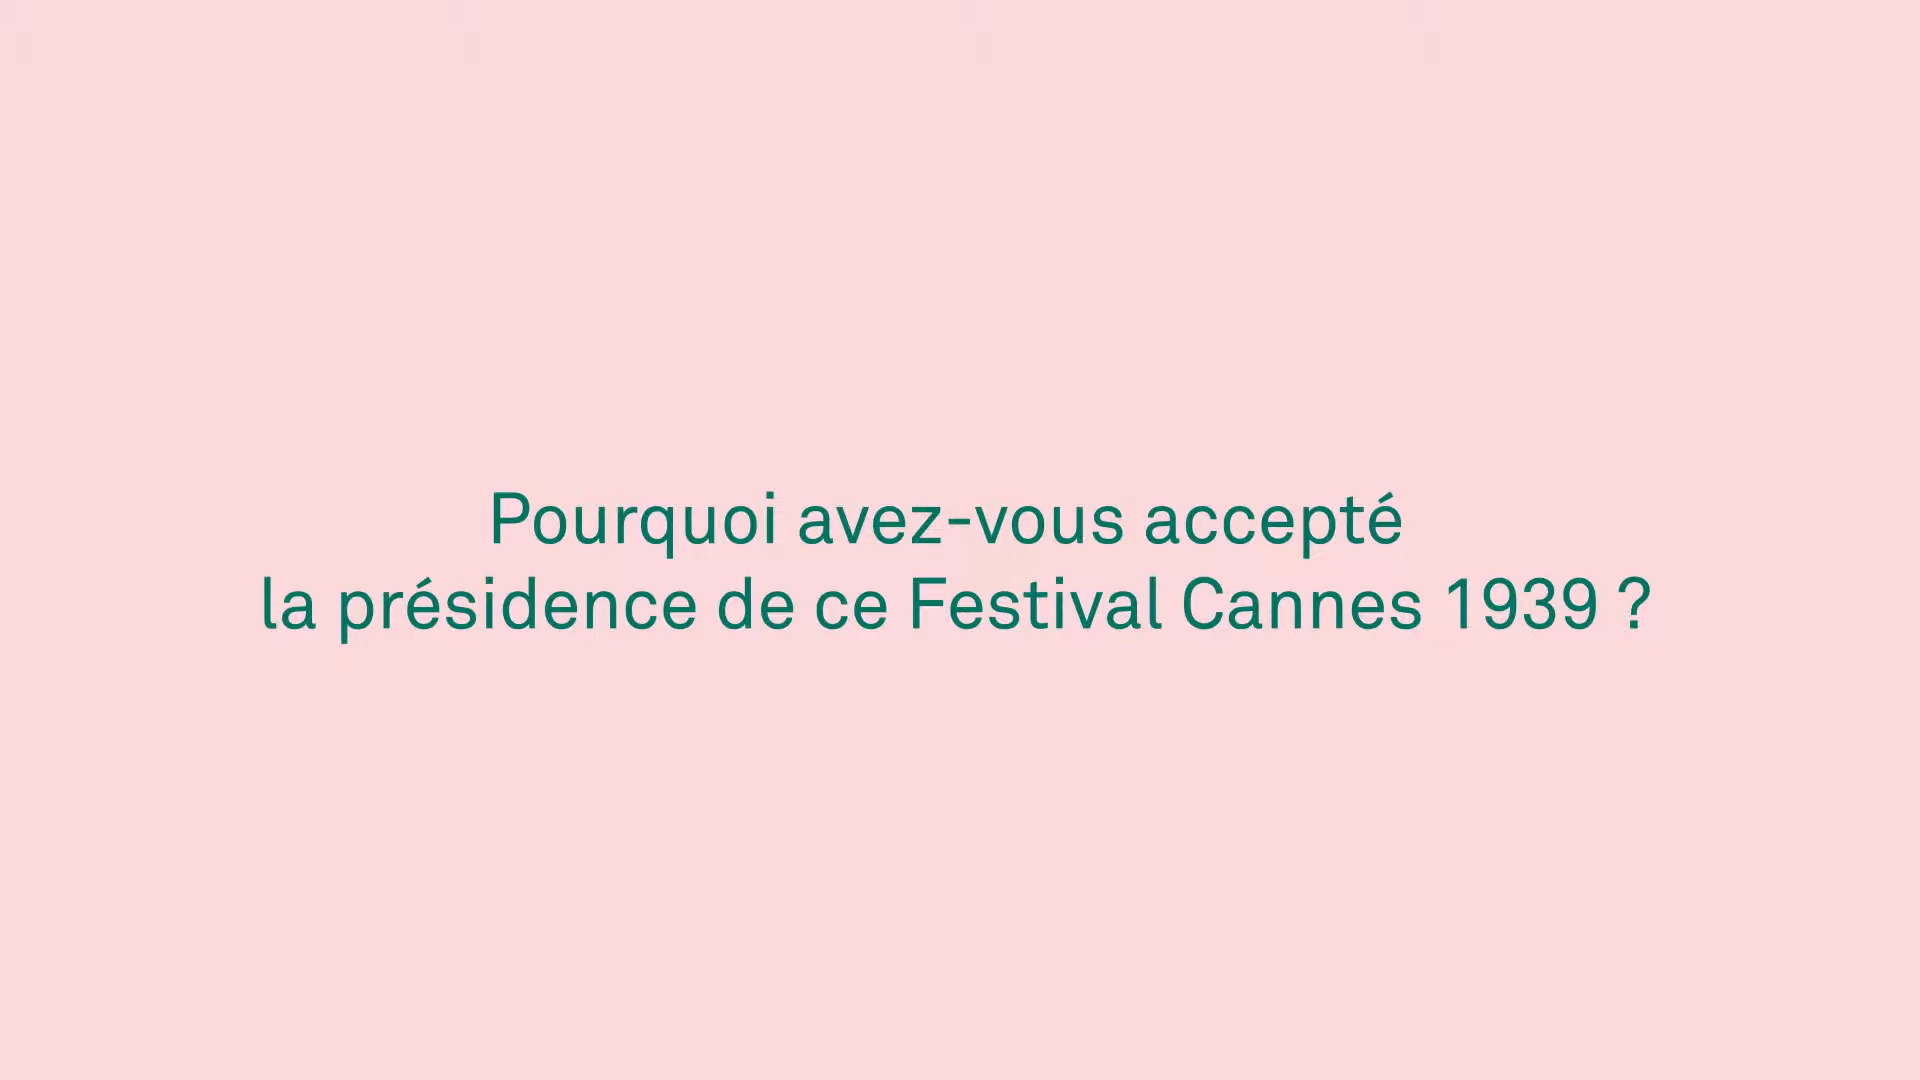 Pourquoi avez-vous accepté
la présidence de ce Festival Cannes 1939 ?